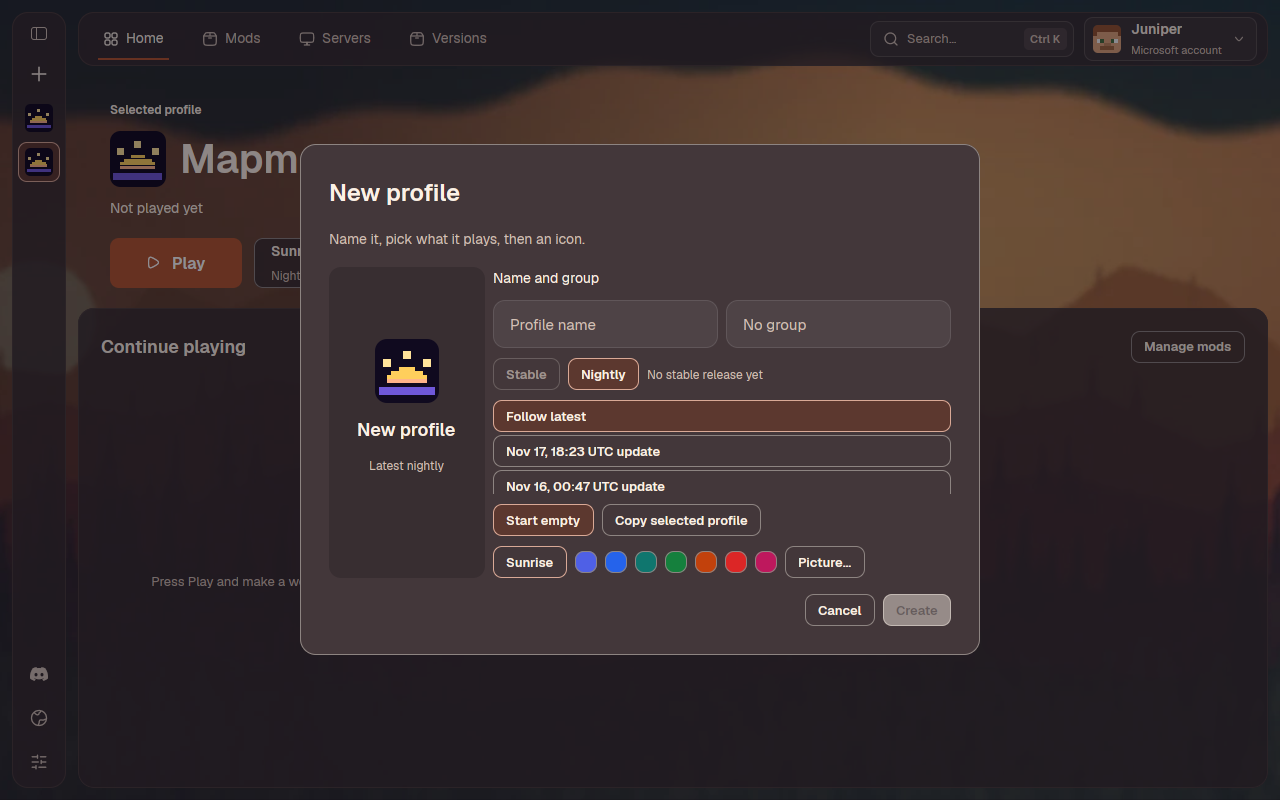 Home
Mods
Servers
Versions
Search...
Ctrl K
Juniper
Microsoft account
Selected profile
Mapm
Not played yet
Play
Sunr
Night
Continue playing
Manage mods
Press Play and make a wo
New profile
Name it, pick what it plays, then an icon.
New profile
Latest nightly
Name and group
Profile name
No group
Stable
Nightly
No stable release yet
Follow latest
Nov 17, 18:23 UTC update
Nov 16, 00:47 UTC update
Start empty
Copy selected profile
Sunrise
Picture...
Cancel
Create